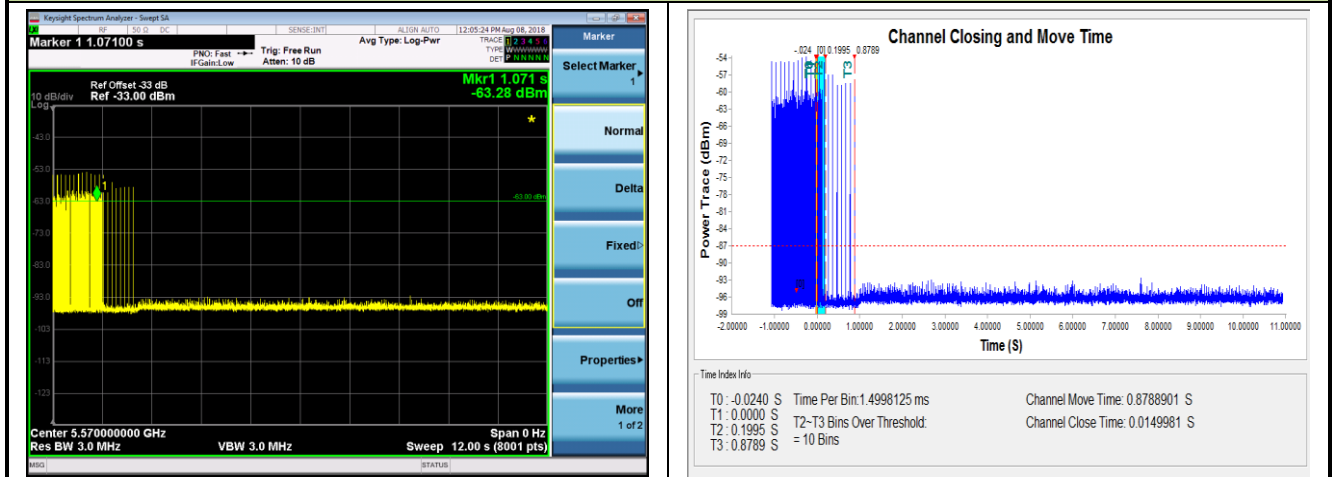 Keysight Spectrum Analyzer - Swept SA
RF 50 Ω DC SENSE:INT ALIGN AUTO 12:05:24 PM Aug 08, 2018
Marker 1 1.07100 s
PNO: Fast
IFGain:Low
Trig: Free Run
Atten: 10 dB
Avg Type: Log-Pwr
TRACE 1 2 3 4 5 6
TYPE
DET P N N N N N
Marker
Select Marker
1
Normal
Delta
Fixed
Off
Properties
More
1 of 2
Mkr1 1.071 s
-63.28 dBm
Ref Offset -33 dB
10 dB/div Ref -33.00 dBm
Log
-43.0
-53.0
-63.0
-73.0
-83.0
-93.0
-103
-113
-123
1
-63.00 dBm
Center 5.570000000 GHz Span 0 Hz
Res BW 3.0 MHz VBW 3.0 MHz Sweep 12.00 s (8001 pts)
MSG STATUS
Channel Closing and Move Time
-.024 [0] 0.1995 0.8789
T3
Power Trace (dBm)
-54
-57
-60
-63
-66
-69
-72
-75
-78
-81
-84
-87
-90
-93
-96
-99
-2.00000 -1.00000 0.00000 1.00000 2.00000 3.00000 4.00000 5.00000 6.00000 7.00000 8.00000 9.00000 10.00000 11.00000
Time (S)
Time Index Info
T0 : -0.0240 S
T1 : 0.0000 S
T2 : 0.1995 S
T3 : 0.8789 S
Time Per Bin:1.4998125 ms
T2~T3 Bins Over Threshold:
= 10 Bins
Channel Move Time: 0.8788901 S
Channel Close Time: 0.0149981 S